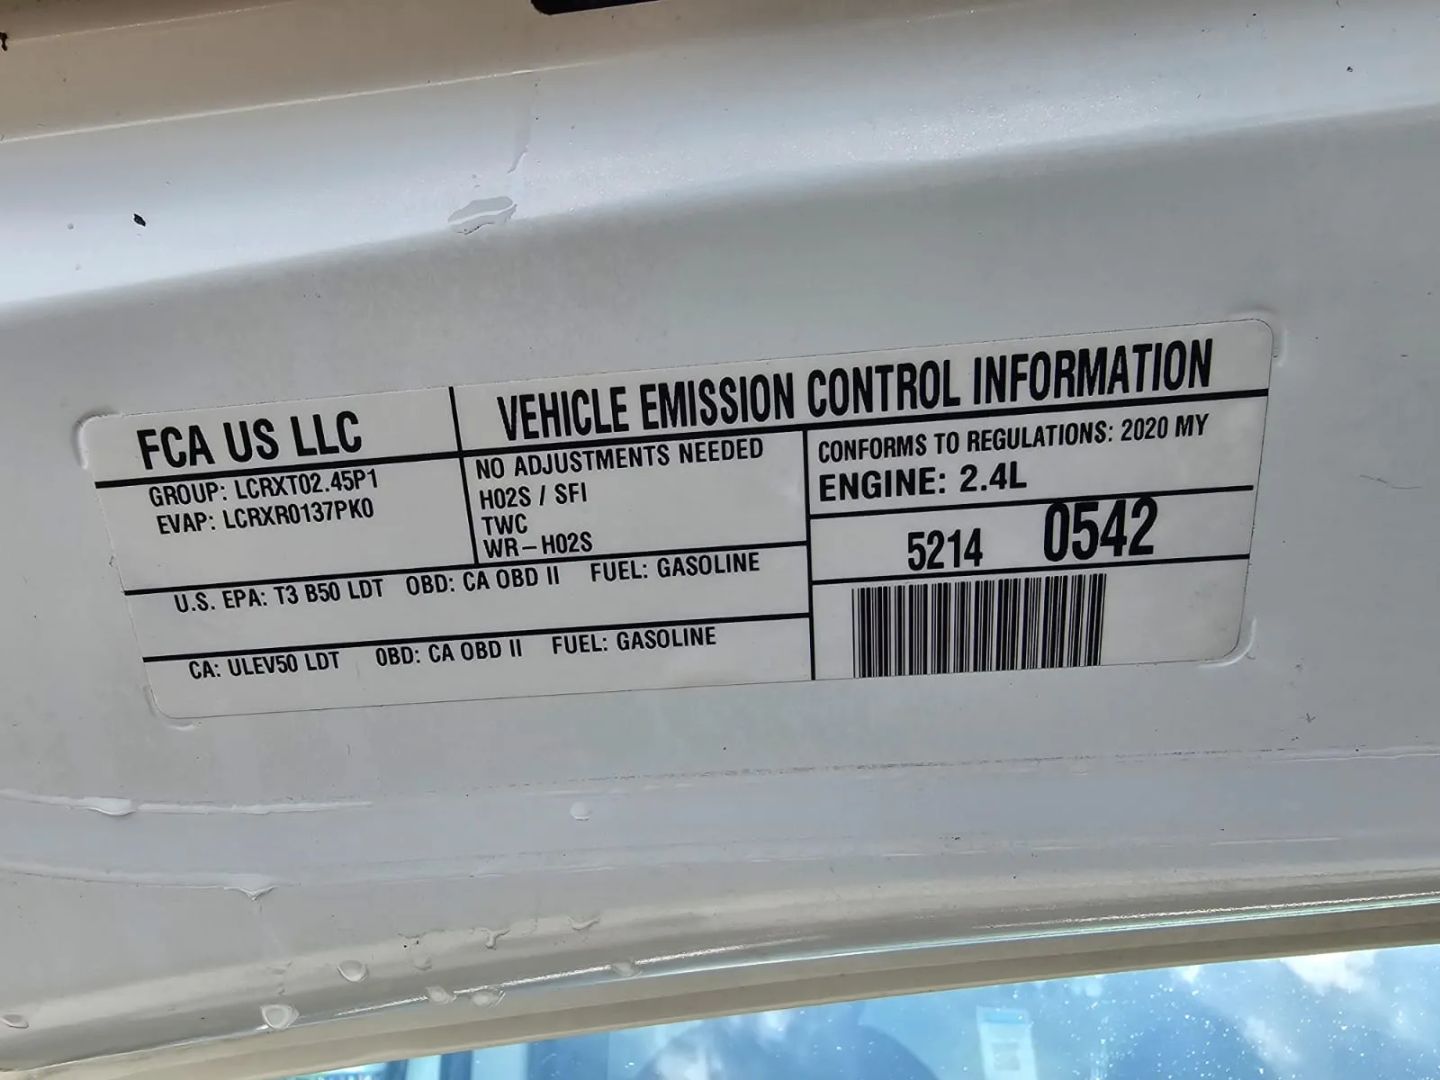 FCA US LLC
VEHICLE EMISSION CONTROL INFORMATION
GROUP: LCRXT02.45P1
EVAP: LCRXR0137PK0
NO ADJUSTMENTS NEEDED
HO2S / SFI
TWC
WR-HO2S
CONFORMS TO REGULATIONS: 2020 MY
ENGINE: 2.4L
5214 0542
U.S. EPA: T3 B50 LDT OBD: CA OBD II FUEL: GASOLINE
CA: ULEV50 LDT OBD: CA OBD II FUEL: GASOLINE